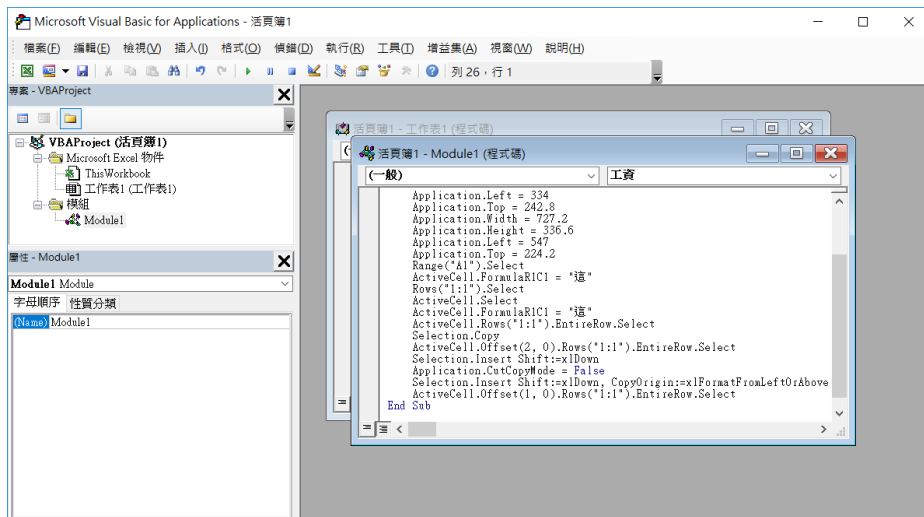 Microsoft Visual Basic for Applications - 活頁簿1
檔案(F) 編輯(E) 檢視(V) 插入(I) 格式(O) 偵錯(D) 執行(R) 工具(T) 增益集(A) 視窗(W) 說明(H)
列 26，行 1
專案 - VBAProject
VBAProject (活頁簿1)
Microsoft Excel 物件
ThisWorkbook
工作表1 (工作表1)
模組
Module1
屬性 - Module1
Module1 Module
字母順序 性質分類
(Name) Module1
活頁簿1 - 工作表1 (程式碼)
活頁簿1 - Module1 (程式碼)
(一般) 工資
Application.Left = 334
Application.Top = 242.8
Application.Width = 727.2
Application.Height = 336.6
Application.Left = 547
Application.Top = 224.2
Range("A1").Select
ActiveCell.FormulaR1C1 = "這"
Rows("1:1").Select
ActiveCell.Select
ActiveCell.FormulaR1C1 = "這"
ActiveCell.Rows("1:1").EntireRow.Select
Selection.Copy
ActiveCell.Offset(2, 0).Rows("1:1").EntireRow.Select
Selection.Insert Shift:=xlDown
Application.CutCopyMode = False
Selection.Insert Shift:=xlDown, CopyOrigin:=xlFormatFromLeftOrAbove
ActiveCell.Offset(1, 0).Rows("1:1").EntireRow.Select
End Sub